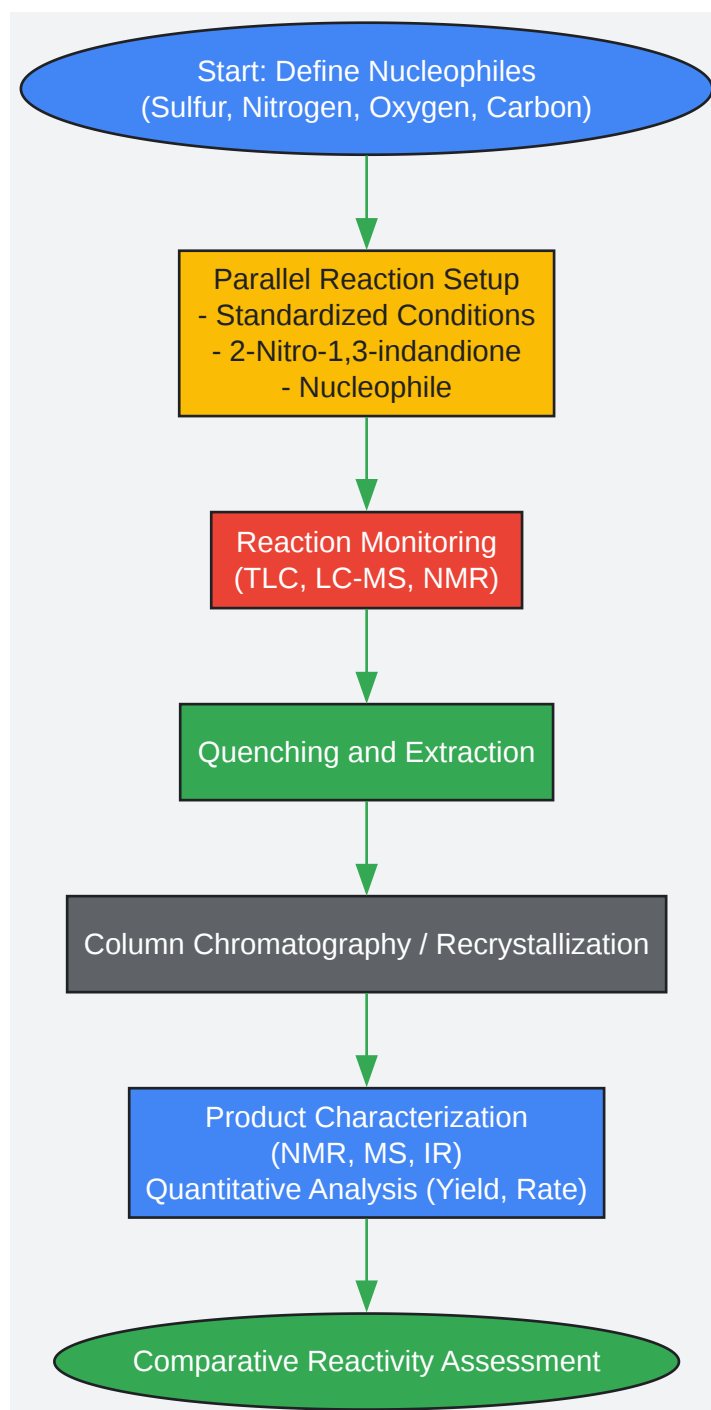 Start: Define Nucleophiles
(Sulfur, Nitrogen, Oxygen, Carbon)
Parallel Reaction Setup
- Standardized Conditions
- 2-Nitro-1,3-indandione
- Nucleophile
Reaction Monitoring
(TLC, LC-MS, NMR)
Quenching and Extraction
Column Chromatography / Recrystallization
Product Characterization
(NMR, MS, IR)
Quantitative Analysis (Yield, Rate)
Comparative Reactivity Assessment